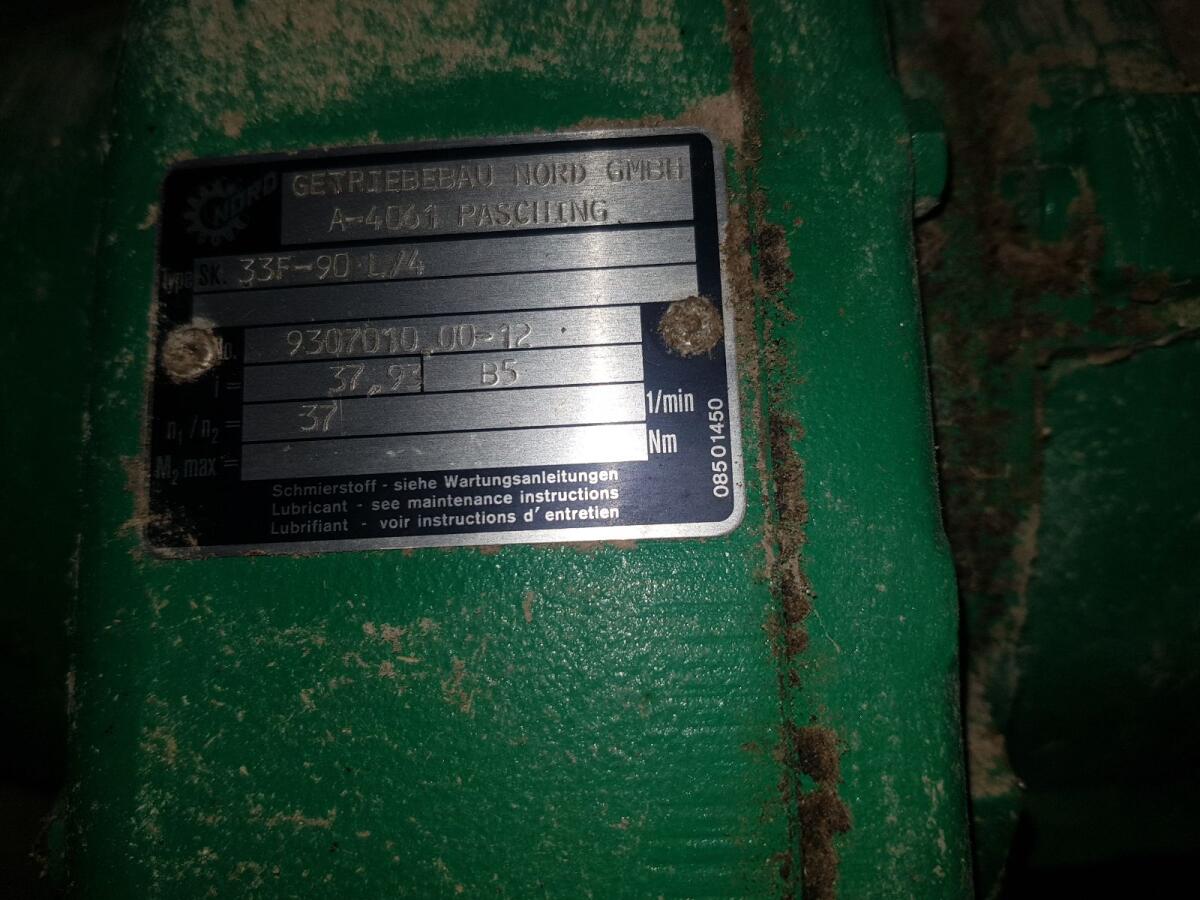 NORD
GETRIEBEBAU NORD GMBH
A-4061 PASCHING
Type SK. 33F-90 L/4
No. 9307010 00-12
i = 37,93 B5
n1 / n2 = 37 1/min
M2 max = Nm
Schmierstoff - siehe Wartungsanleitungen
Lubricant - see maintenance instructions
Lubrifiant - voir instructions d' entretien
08501450